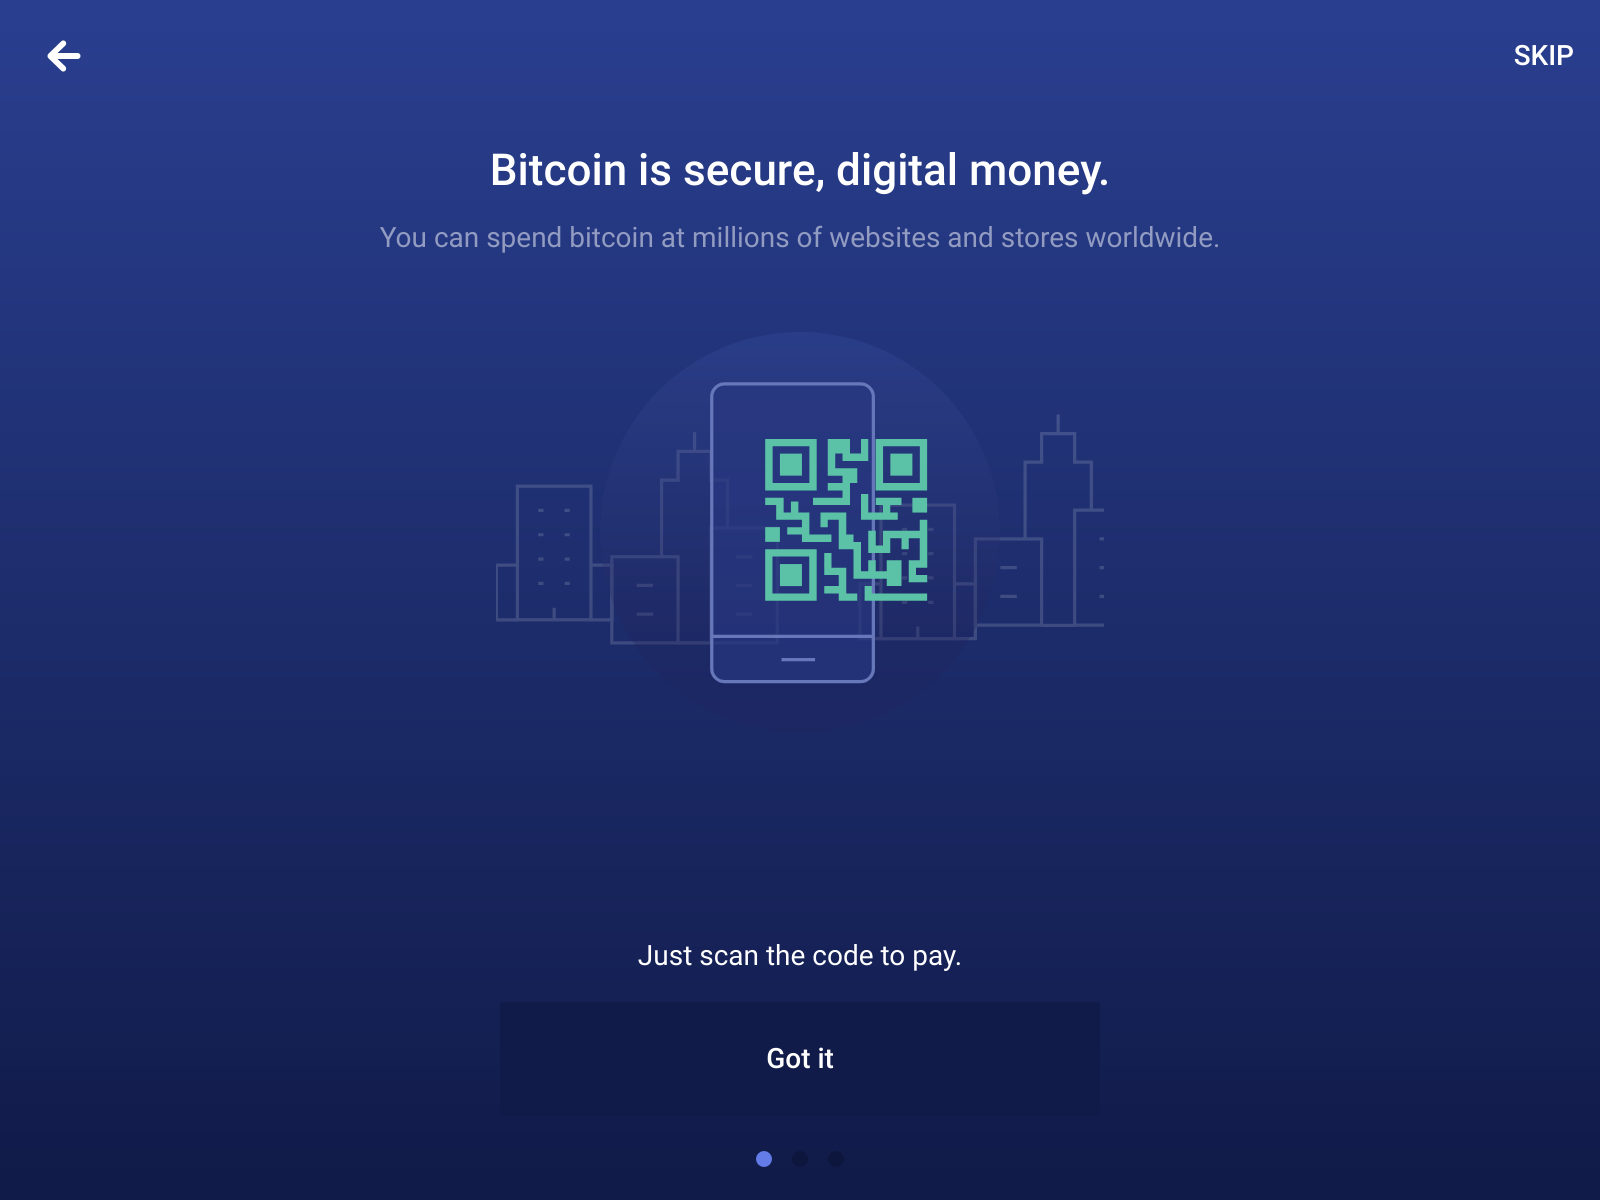 SKIP
Bitcoin is secure, digital money.
You can spend bitcoin at millions of websites and stores worldwide.
Just scan the code to pay.
Got it